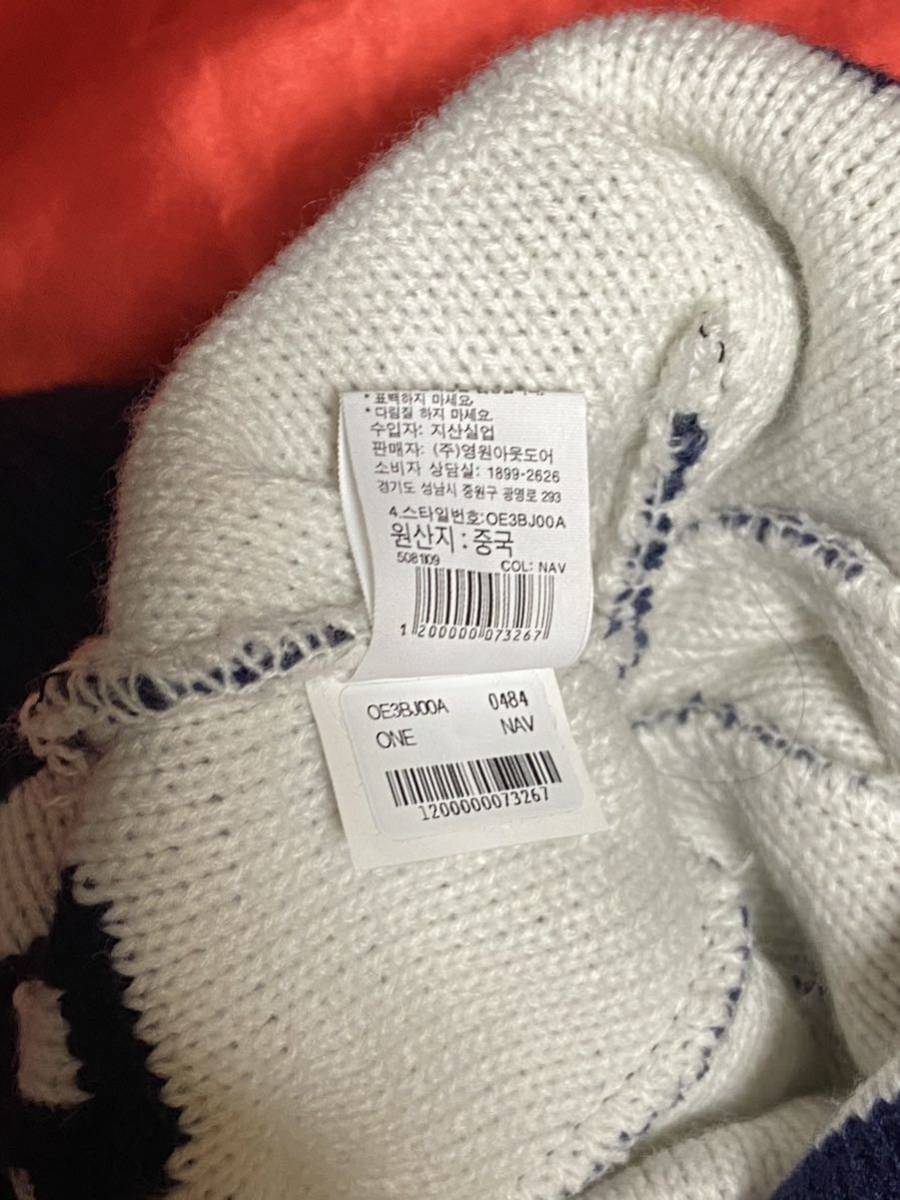 * 표백하지 마세요.
* 다림질 하지 마세요.
수입자: 지산실업
판매자: (주)영원아웃도어
소비자 상담실: 1899-2626
경기도 성남시 중원구 광명로 293
4.스타일번호:OE3BJ00A
원산지 : 중국
5081109 COL: NAV
1200000073267
OE3BJ00A 0484
ONE NAV
1200000073267